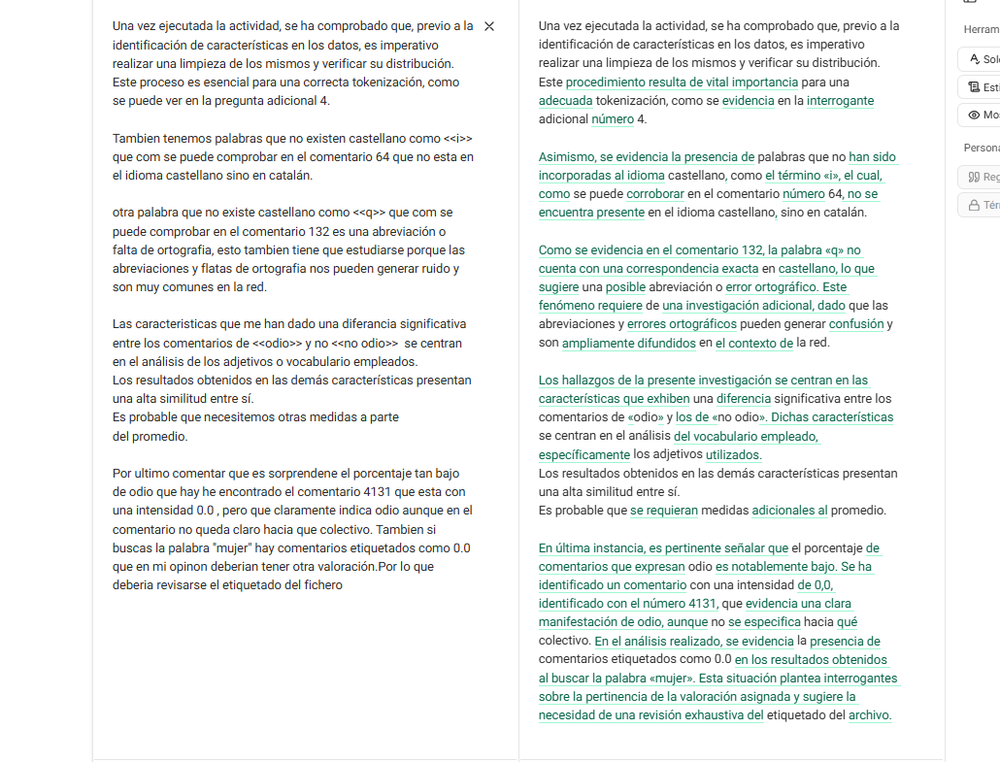 Una vez ejecutada la actividad, se ha comprobado que, previo a la
identificación de características en los datos, es imperativo
realizar una limpieza de los mismos y verificar su distribución.
Este proceso es esencial para una correcta tokenización, como
se puede ver en la pregunta adicional 4.
Tambien tenemos palabras que no existen castellano como <<i>>
que com se puede comprobar en el comentario 64 que no esta en
el idioma castellano sino en catalán.
otra palabra que no existe castellano como <<q>> que com se
puede comprobar en el comentario 132 es una abreviación o
falta de ortografia, esto tambien tiene que estudiarse porque las
abreviaciones y flatas de ortografia nos pueden generar ruido y
son muy comunes en la red.
Las caracteristicas que me han dado una diferancia significativa
entre los comentarios de <<odio>> y no <<no odio>>  se centran
en el análisis de los adjetivos o vocabulario empleados.
Los resultados obtenidos en las demás características presentan
una alta similitud entre sí.
Es probable que necesitemos otras medidas a parte
del promedio.
Por ultimo comentar que es sorprendene el porcentaje tan bajo
de odio que hay he encontrado el comentario 4131 que esta con
una intensidad 0.0 , pero que claramente indica odio aunque en el
comentario no queda claro hacia que colectivo. Tambien si
buscas la palabra "mujer" hay comentarios etiquetados como 0.0
que en mi opinon deberian tener otra valoración.Por lo que
deberia revisarse el etiquetado del fichero
Una vez ejecutada la actividad, se ha comprobado que, previo a la
identificación de características en los datos, es imperativo
realizar una limpieza de los mismos y verificar su distribución.
Este procedimiento resulta de vital importancia para una
adecuada tokenización, como se evidencia en la interrogante
adicional número 4.
Asimismo, se evidencia la presencia de palabras que no han sido
incorporadas al idioma castellano, como el término «i», el cual,
como se puede corroborar en el comentario número 64, no se
encuentra presente en el idioma castellano, sino en catalán.
Como se evidencia en el comentario 132, la palabra «q» no
cuenta con una correspondencia exacta en castellano, lo que
sugiere una posible abreviación o error ortográfico. Este
fenómeno requiere de una investigación adicional, dado que las
abreviaciones y errores ortográficos pueden generar confusión y
son ampliamente difundidos en el contexto de la red.
Los hallazgos de la presente investigación se centran en las
características que exhiben una diferencia significativa entre los
comentarios de «odio» y los de «no odio». Dichas características
se centran en el análisis del vocabulario empleado,
específicamente los adjetivos utilizados.
Los resultados obtenidos en las demás características presentan
una alta similitud entre sí.
Es probable que se requieran medidas adicionales al promedio.
En última instancia, es pertinente señalar que el porcentaje de
comentarios que expresan odio es notablemente bajo. Se ha
identificado un comentario con una intensidad de 0,0,
identificado con el número 4131, que evidencia una clara
manifestación de odio, aunque no se especifica hacia qué
colectivo. En el análisis realizado, se evidencia la presencia de
comentarios etiquetados como 0.0 en los resultados obtenidos
al buscar la palabra «mujer». Esta situación plantea interrogantes
sobre la pertinencia de la valoración asignada y sugiere la
necesidad de una revisión exhaustiva del etiquetado del archivo.
Herram
Sol
Esti
Mo
Persona
Reg
Tér